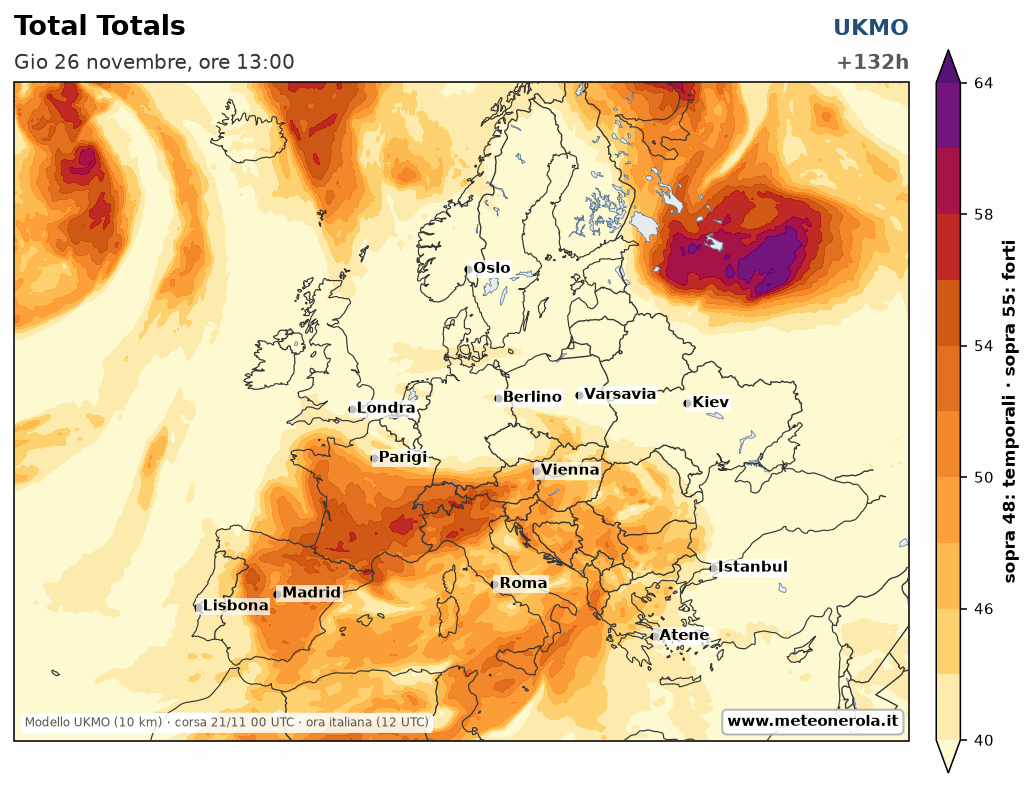 Total Totals
UKMO
Gio 26 novembre, ore 13:00
+132h
64
58
54
50
46
40
sopra 48: temporali · sopra 55: forti
Oslo
Berlino
Varsavia
Kiev
Londra
Parigi
Vienna
Istanbul
Roma
Madrid
Lisbona
Atene
Modello UKMO (10 km) · corsa 21/11 00 UTC · ora italiana (12 UTC)
www.meteonerola.it